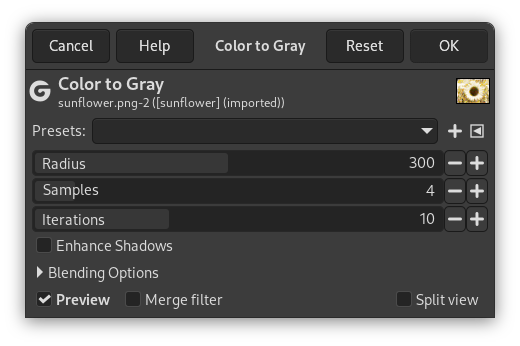 Cancel Help Color to Gray Reset OK
Color to Gray
sunflower.png-2 ([sunflower] (imported))
Presets:
Radius 300
Samples 4
Iterations 10
Enhance Shadows
Blending Options
Preview Merge filter Split view